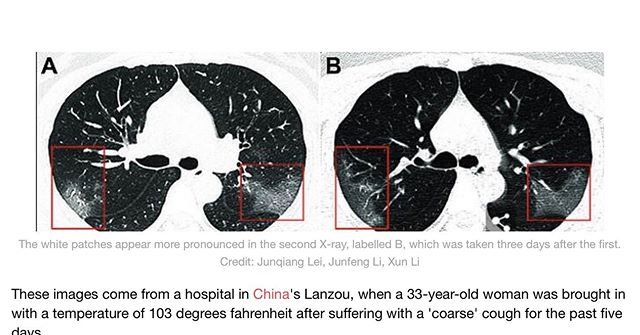 A
B
The white patches appear more pronounced in the second X-ray, labelled B, which was taken three days after the first.
Credit: Junqiang Lei, Junfeng Li, Xun Li
These images come from a hospital in China's Lanzou, when a 33-year-old woman was brought in
with a temperature of 103 degrees fahrenheit after suffering with a 'coarse' cough for the past five
days